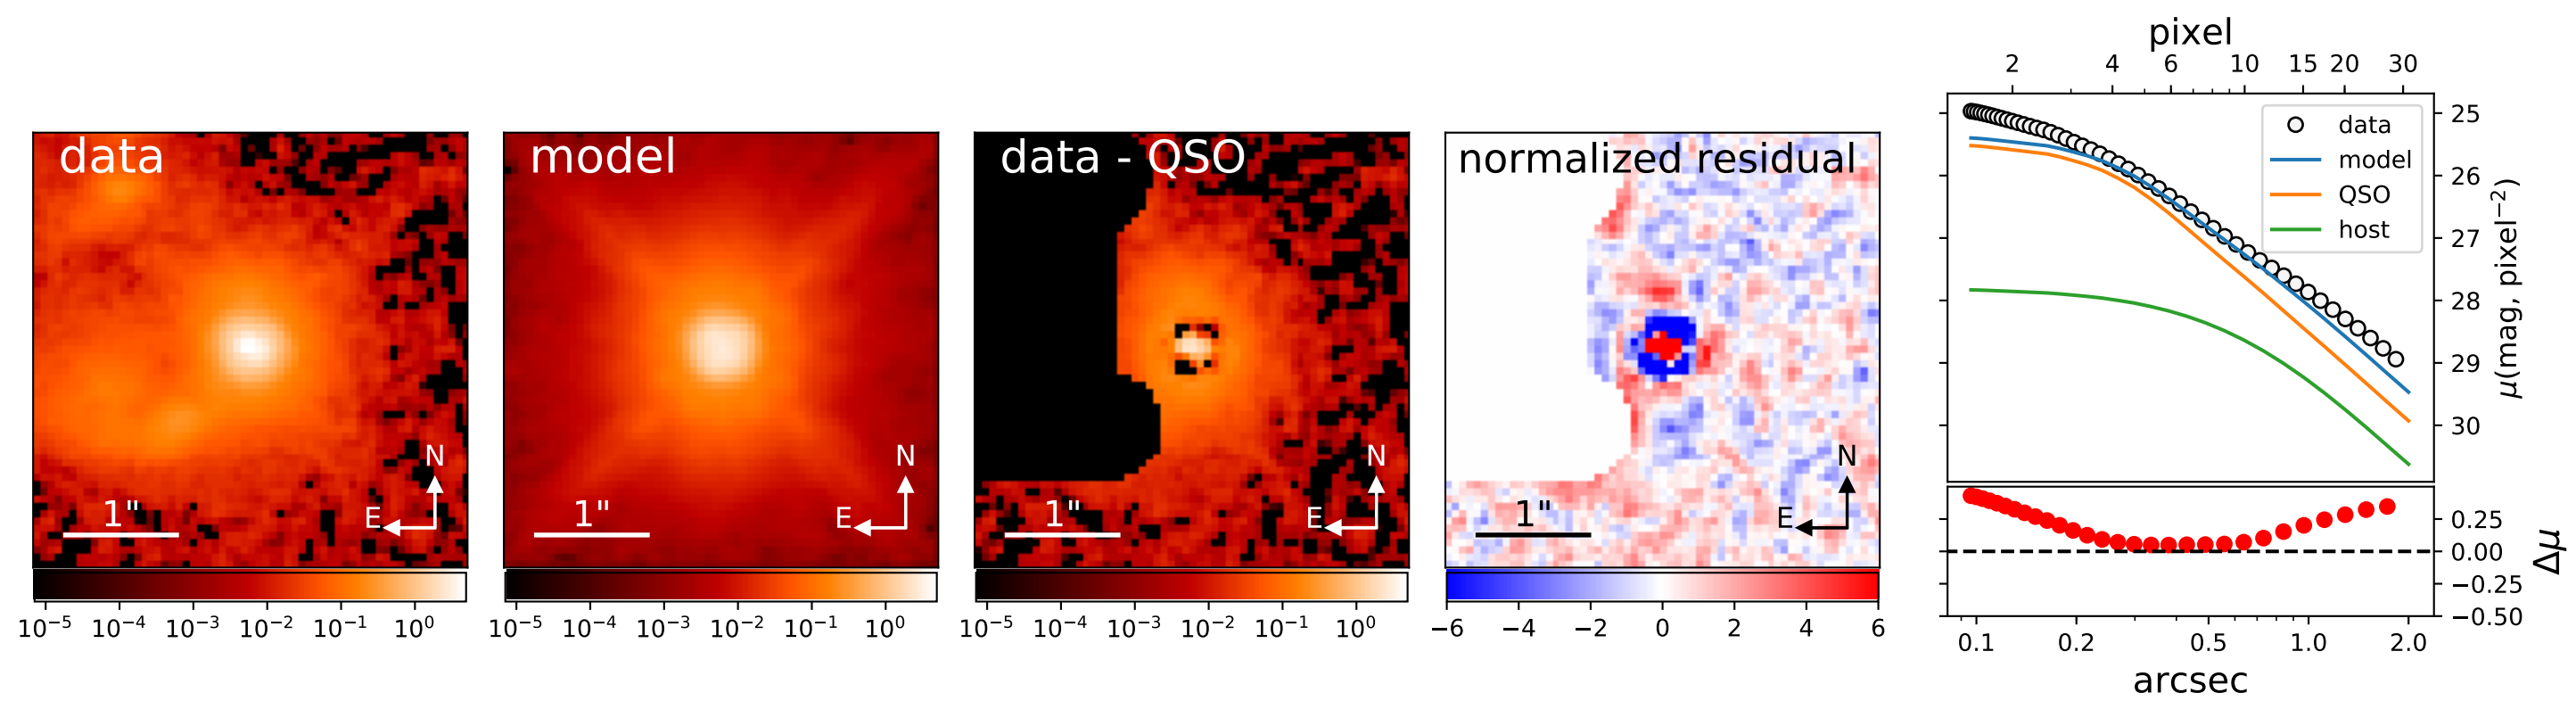 data
N
E
1"
10⁻⁵ 10⁻⁴ 10⁻³ 10⁻² 10⁻¹ 10⁰
model
N
E
1"
10⁻⁵ 10⁻⁴ 10⁻³ 10⁻² 10⁻¹ 10⁰
data - QSO
N
E
1"
10⁻⁵ 10⁻⁴ 10⁻³ 10⁻² 10⁻¹ 10⁰
normalized residual
N
E
1"
−6 −4 −2 0 2 4 6
pixel
2 4 6 10 15 20 30
data
model
QSO
host
25
26
27
28
29
30
μ(mag, pixel⁻²)
0.25
0.00
−0.25
−0.50
Δμ
0.1 0.2 0.5 1.0 2.0
arcsec